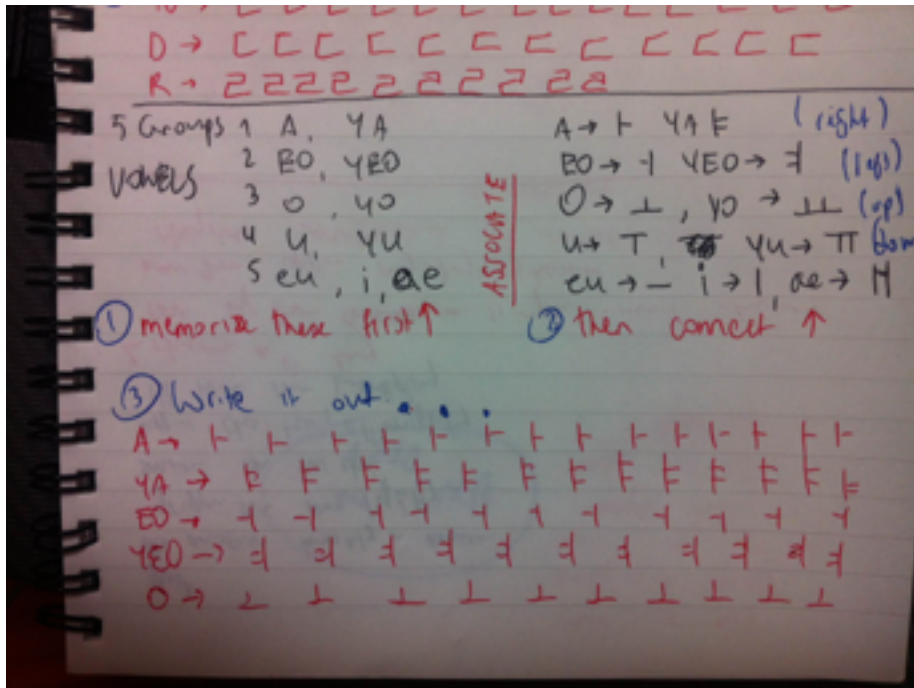 D → ㄷ ㄷ ㄷ ㄷ ㄷ ㄷ ㄷ ㄷ ㄷ ㄷ ㄷ ㄷ
R → ㄹ ㄹ ㄹ ㄹ ㄹ ㄹ ㄹ ㄹ ㄹ ㄹ
5 Groups 1 A, YA A → ㅏ YA ㅑ (right)
VOWELS 2 EO, YEO EO → ㅓ YEO → ㅕ (left)
3 O, YO O → ㅗ, YO → ㅛ (up)
4 U, YU U → ㅜ, YU → ㅠ
5 eu, i, ae eu → ㅡ i → ㅣ, ae → ㅐ
ASSOCIATE
① memorize these first ↑ ② then connect ↑
③ Write it out ...
A → ㅏ ㅏ ㅏ ㅏ ㅏ ㅏ ㅏ ㅏ ㅏ ㅏ ㅏ ㅏ ㅏ ㅏ
YA → ㅑ ㅑ ㅑ ㅑ ㅑ ㅑ ㅑ ㅑ ㅑ ㅑ ㅑ ㅑ ㅑ
EO → ㅓ ㅓ ㅓ ㅓ ㅓ ㅓ ㅓ ㅓ ㅓ ㅓ ㅓ
YEO → ㅕ ㅕ ㅕ ㅕ ㅕ ㅕ ㅕ ㅕ ㅕ ㅕ ㅕ
O → ㅗ ㅗ ㅗ ㅗ ㅗ ㅗ ㅗ ㅗ ㅗ ㅗ